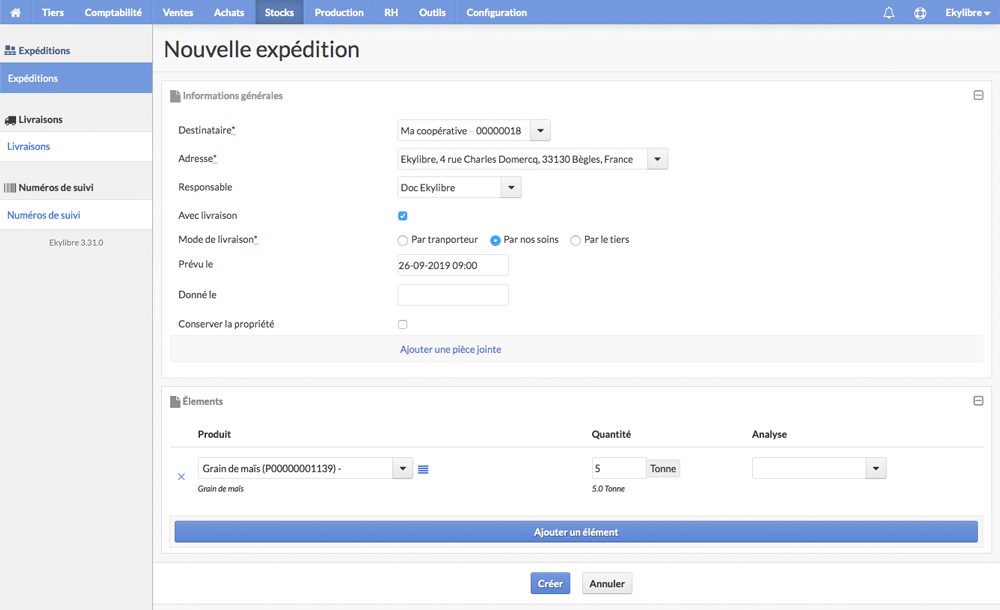 Tiers Comptabilité Ventes Achats Stocks Production RH Outils Configuration Ekylibre
Expéditions
Expéditions
Livraisons
Livraisons
Numéros de suivi
Numéros de suivi
Ekylibre 3.31.0
Nouvelle expédition
Informations générales
Destinataire* Ma coopérative - 00000018
Adresse* Ekylibre, 4 rue Charles Domercq, 33130 Bègles, France
Responsable Doc Ekylibre
Avec livraison
Mode de livraison* Par tranporteur Par nos soins Par le tiers
Prévu le 26-09-2019 09:00
Donné le
Conserver la propriété
Ajouter une pièce jointe
Élements
Produit Quantité Analyse
Grain de maïs (P00000001139) - 5 Tonne
Grain de maïs 5.0 Tonne
Ajouter un élément
Créer Annuler